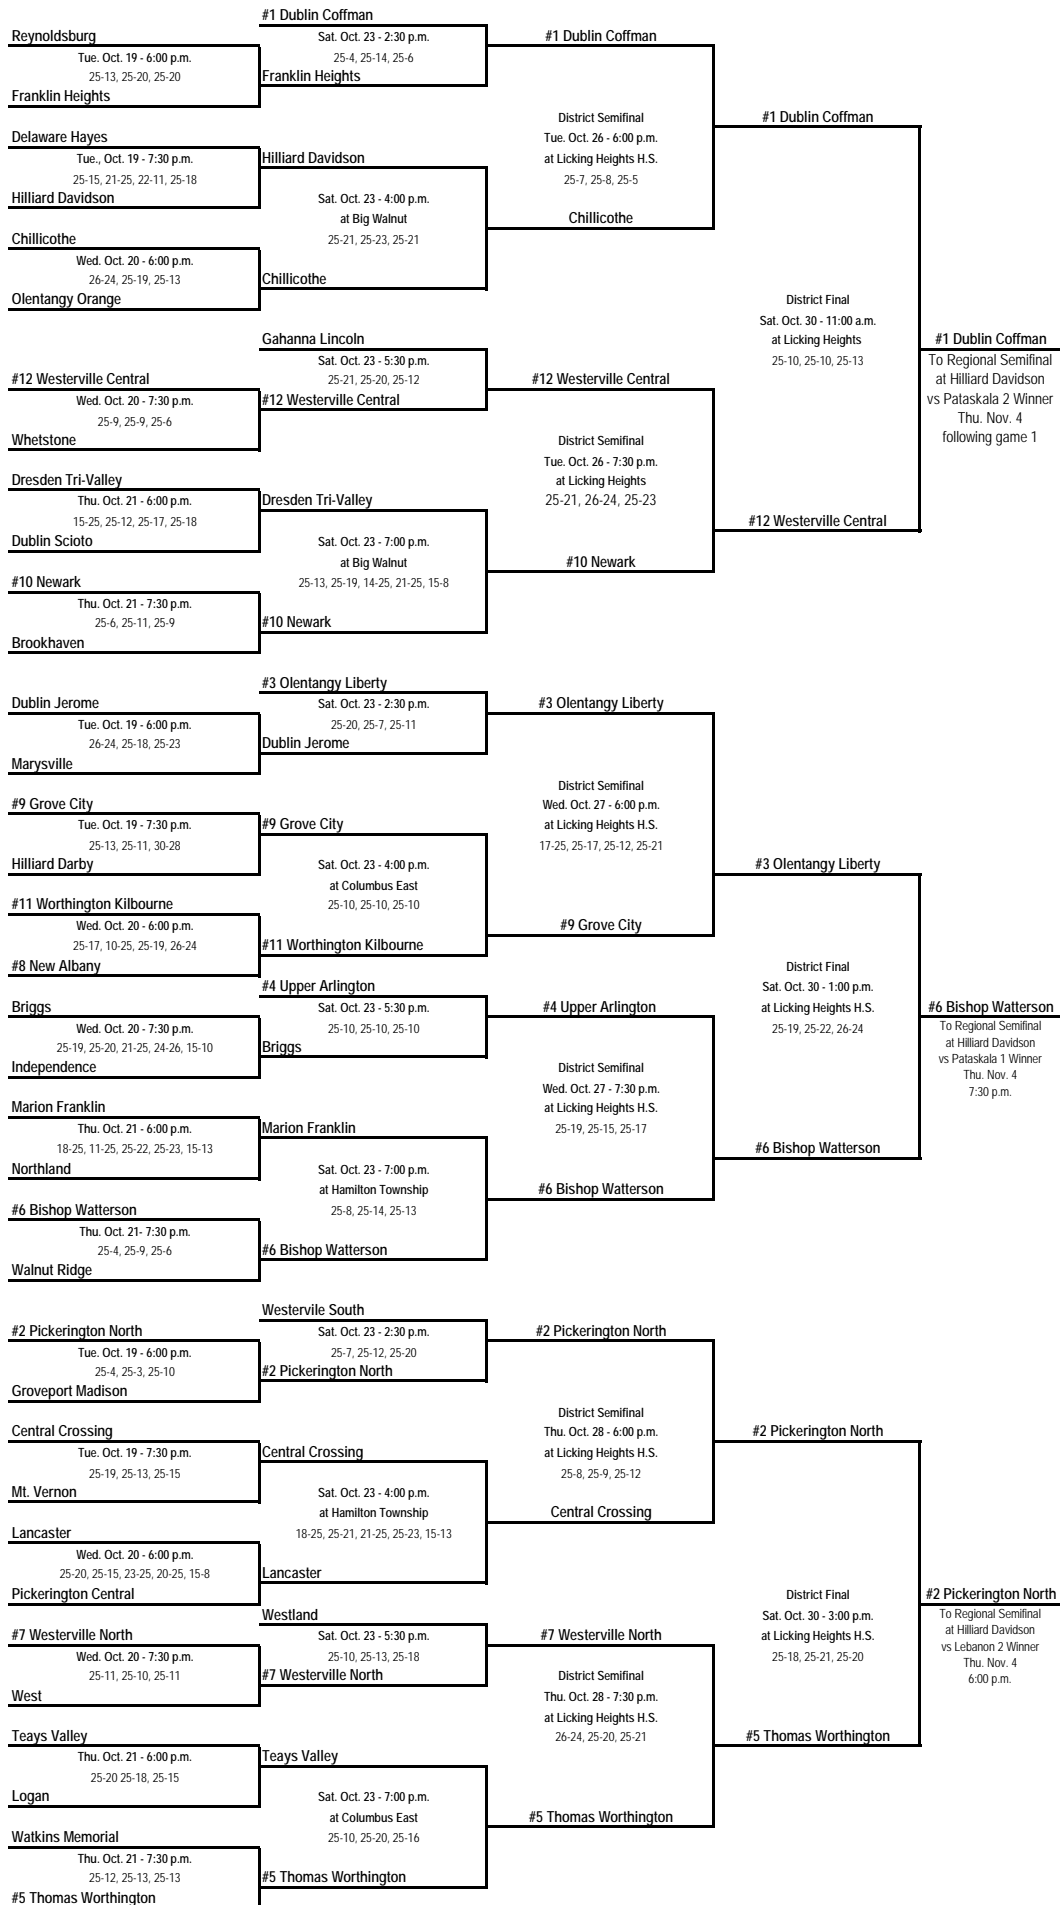 #1 Dublin Coffman
Reynoldsburg
Sat. Oct. 23 - 2:30 p.m.
#1 Dublin Coffman
Tue. Oct. 19 - 6:00 p.m.
25-4, 25-14, 25-6
25-13, 25-20, 25-20
Franklin Heights
Franklin Heights
District Semifinal
#1 Dublin Coffman
Delaware Hayes
Tue. Oct. 26 - 6:00 p.m.
Tue., Oct. 19 - 7:30 p.m.
Hilliard Davidson
at Licking Heights H.S.
25-15, 21-25, 22-11, 25-18
25-7, 25-8, 25-5
Hilliard Davidson
Sat. Oct. 23 - 4:00 p.m.
at Big Walnut
Chillicothe
Chillicothe
25-21, 25-23, 25-21
Wed. Oct. 20 - 6:00 p.m.
26-24, 25-19, 25-13
Chillicothe
Olentangy Orange
District Final
Sat. Oct. 30 - 11:00 a.m.
Gahanna Lincoln
at Licking Heights
#1 Dublin Coffman
Sat. Oct. 23 - 5:30 p.m.
25-10, 25-10, 25-13
To Regional Semifinal
#12 Westerville Central
25-21, 25-20, 25-12
#12 Westerville Central
at Hilliard Davidson
Wed. Oct. 20 - 7:30 p.m.
#12 Westerville Central
vs Pataskala 2 Winner
25-9, 25-9, 25-6
Thu. Nov. 4
Whetstone
District Semifinal
following game 1
Tue. Oct. 26 - 7:30 p.m.
Dresden Tri-Valley
at Licking Heights
Thu. Oct. 21 - 6:00 p.m.
Dresden Tri-Valley
25-21, 26-24, 25-23
15-25, 25-12, 25-17, 25-18
#12 Westerville Central
Dublin Scioto
Sat. Oct. 23 - 7:00 p.m.
at Big Walnut
#10 Newark
#10 Newark
25-13, 25-19, 14-25, 21-25, 15-8
Thu. Oct. 21 - 7:30 p.m.
25-6, 25-11, 25-9
#10 Newark
Brookhaven
#3 Olentangy Liberty
Dublin Jerome
Sat. Oct. 23 - 2:30 p.m.
#3 Olentangy Liberty
Tue. Oct. 19 - 6:00 p.m.
25-20, 25-7, 25-11
26-24, 25-18, 25-23
Dublin Jerome
Marysville
District Semifinal
#9 Grove City
Wed. Oct. 27 - 6:00 p.m.
Tue. Oct. 19 - 7:30 p.m.
#9 Grove City
at Licking Heights H.S.
25-13, 25-11, 30-28
17-25, 25-17, 25-12, 25-21
Hilliard Darby
Sat. Oct. 23 - 4:00 p.m.
#3 Olentangy Liberty
at Columbus East
#11 Worthington Kilbourne
25-10, 25-10, 25-10
Wed. Oct. 20 - 6:00 p.m.
#9 Grove City
25-17, 10-25, 25-19, 26-24
#11 Worthington Kilbourne
#8 New Albany
District Final
#4 Upper Arlington
Sat. Oct. 30 - 1:00 p.m.
Briggs
Sat. Oct. 23 - 5:30 p.m.
#4 Upper Arlington
at Licking Heights H.S.
#6 Bishop Watterson
Wed. Oct. 20 - 7:30 p.m.
25-10, 25-10, 25-10
25-19, 25-22, 26-24
To Regional Semifinal
25-19, 25-20, 21-25, 24-26, 15-10
Briggs
at Hilliard Davidson
Independence
District Semifinal
vs Pataskala 1 Winner
Wed. Oct. 27 - 7:30 p.m.
Thu. Nov. 4
Marion Franklin
at Licking Heights H.S.
7:30 p.m.
Thu. Oct. 21 - 6:00 p.m.
Marion Franklin
25-19, 25-15, 25-17
18-25, 11-25, 25-22, 25-23, 15-13
#6 Bishop Watterson
Northland
Sat. Oct. 23 - 7:00 p.m.
at Hamilton Township
#6 Bishop Watterson
#6 Bishop Watterson
25-8, 25-14, 25-13
Thu. Oct. 21- 7:30 p.m.
25-4, 25-9, 25-6
#6 Bishop Watterson
Walnut Ridge
Westervile South
#2 Pickerington North
Sat. Oct. 23 - 2:30 p.m.
#2 Pickerington North
Tue. Oct. 19 - 6:00 p.m.
25-7, 25-12, 25-20
25-4, 25-3, 25-10
#2 Pickerington North
Groveport Madison
District Semifinal
Central Crossing
Thu. Oct. 28 - 6:00 p.m.
#2 Pickerington North
Tue. Oct. 19 - 7:30 p.m.
Central Crossing
at Licking Heights H.S.
25-19, 25-13, 25-15
25-8, 25-9, 25-12
Mt. Vernon
Sat. Oct. 23 - 4:00 p.m.
at Hamilton Township
Central Crossing
Lancaster
18-25, 25-21, 21-25, 25-23, 15-13
Wed. Oct. 20 - 6:00 p.m.
25-20, 25-15, 23-25, 20-25, 15-8
Lancaster
Pickerington Central
District Final
#2 Pickerington North
Westland
Sat. Oct. 30 - 3:00 p.m.
To Regional Semifinal
#7 Westerville North
Sat. Oct. 23 - 5:30 p.m.
#7 Westerville North
at Licking Heights H.S.
at Hilliard Davidson
Wed. Oct. 20 - 7:30 p.m.
25-10, 25-13, 25-18
25-18, 25-21, 25-20
vs Lebanon 2 Winner
25-11, 25-10, 25-11
#7 Westerville North
District Semifinal
Thu. Nov. 4
West
Thu. Oct. 28 - 7:30 p.m.
6:00 p.m.
at Licking Heights H.S.
Teays Valley
26-24, 25-20, 25-21
#5 Thomas Worthington
Thu. Oct. 21 - 6:00 p.m.
Teays Valley
25-20 25-18, 25-15
Logan
Sat. Oct. 23 - 7:00 p.m.
at Columbus East
#5 Thomas Worthington
Watkins Memorial
25-10, 25-20, 25-16
Thu. Oct. 21 - 7:30 p.m.
25-12, 25-13, 25-13
#5 Thomas Worthington
#5 Thomas Worthington